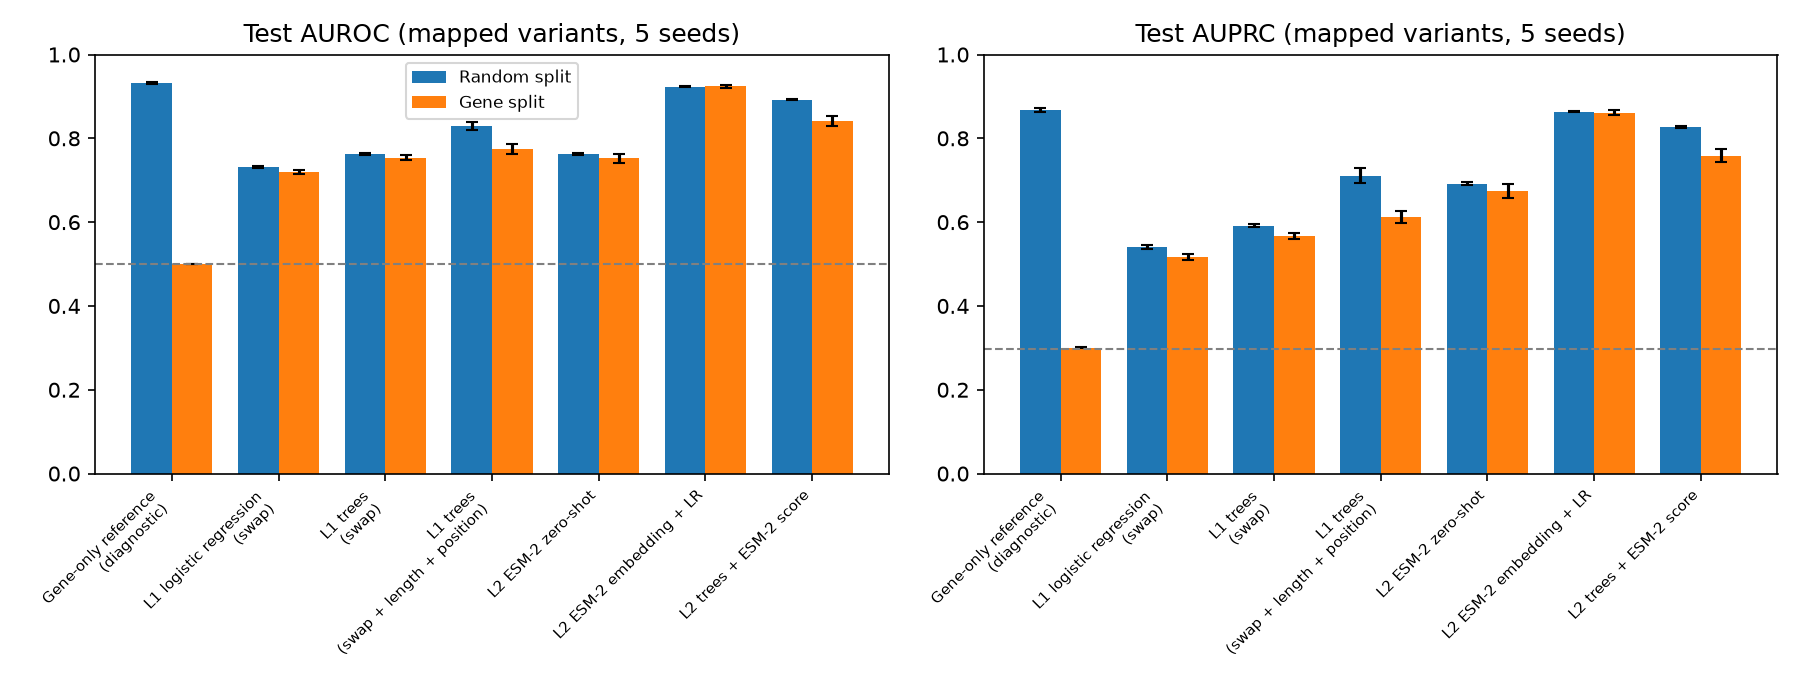 Test AUROC (mapped variants, 5 seeds)
1.0
0.8
0.6
0.4
0.2
0.0
Random split
Gene split
Gene-only reference
(diagnostic)
L1 logistic regression
(swap)
L1 trees
(swap)
L1 trees
(swap + length + position)
L2 ESM-2 zero-shot
L2 ESM-2 embedding + LR
L2 trees + ESM-2 score
Test AUPRC (mapped variants, 5 seeds)
1.0
0.8
0.6
0.4
0.2
0.0
Gene-only reference
(diagnostic)
L1 logistic regression
(swap)
L1 trees
(swap)
L1 trees
(swap + length + position)
L2 ESM-2 zero-shot
L2 ESM-2 embedding + LR
L2 trees + ESM-2 score